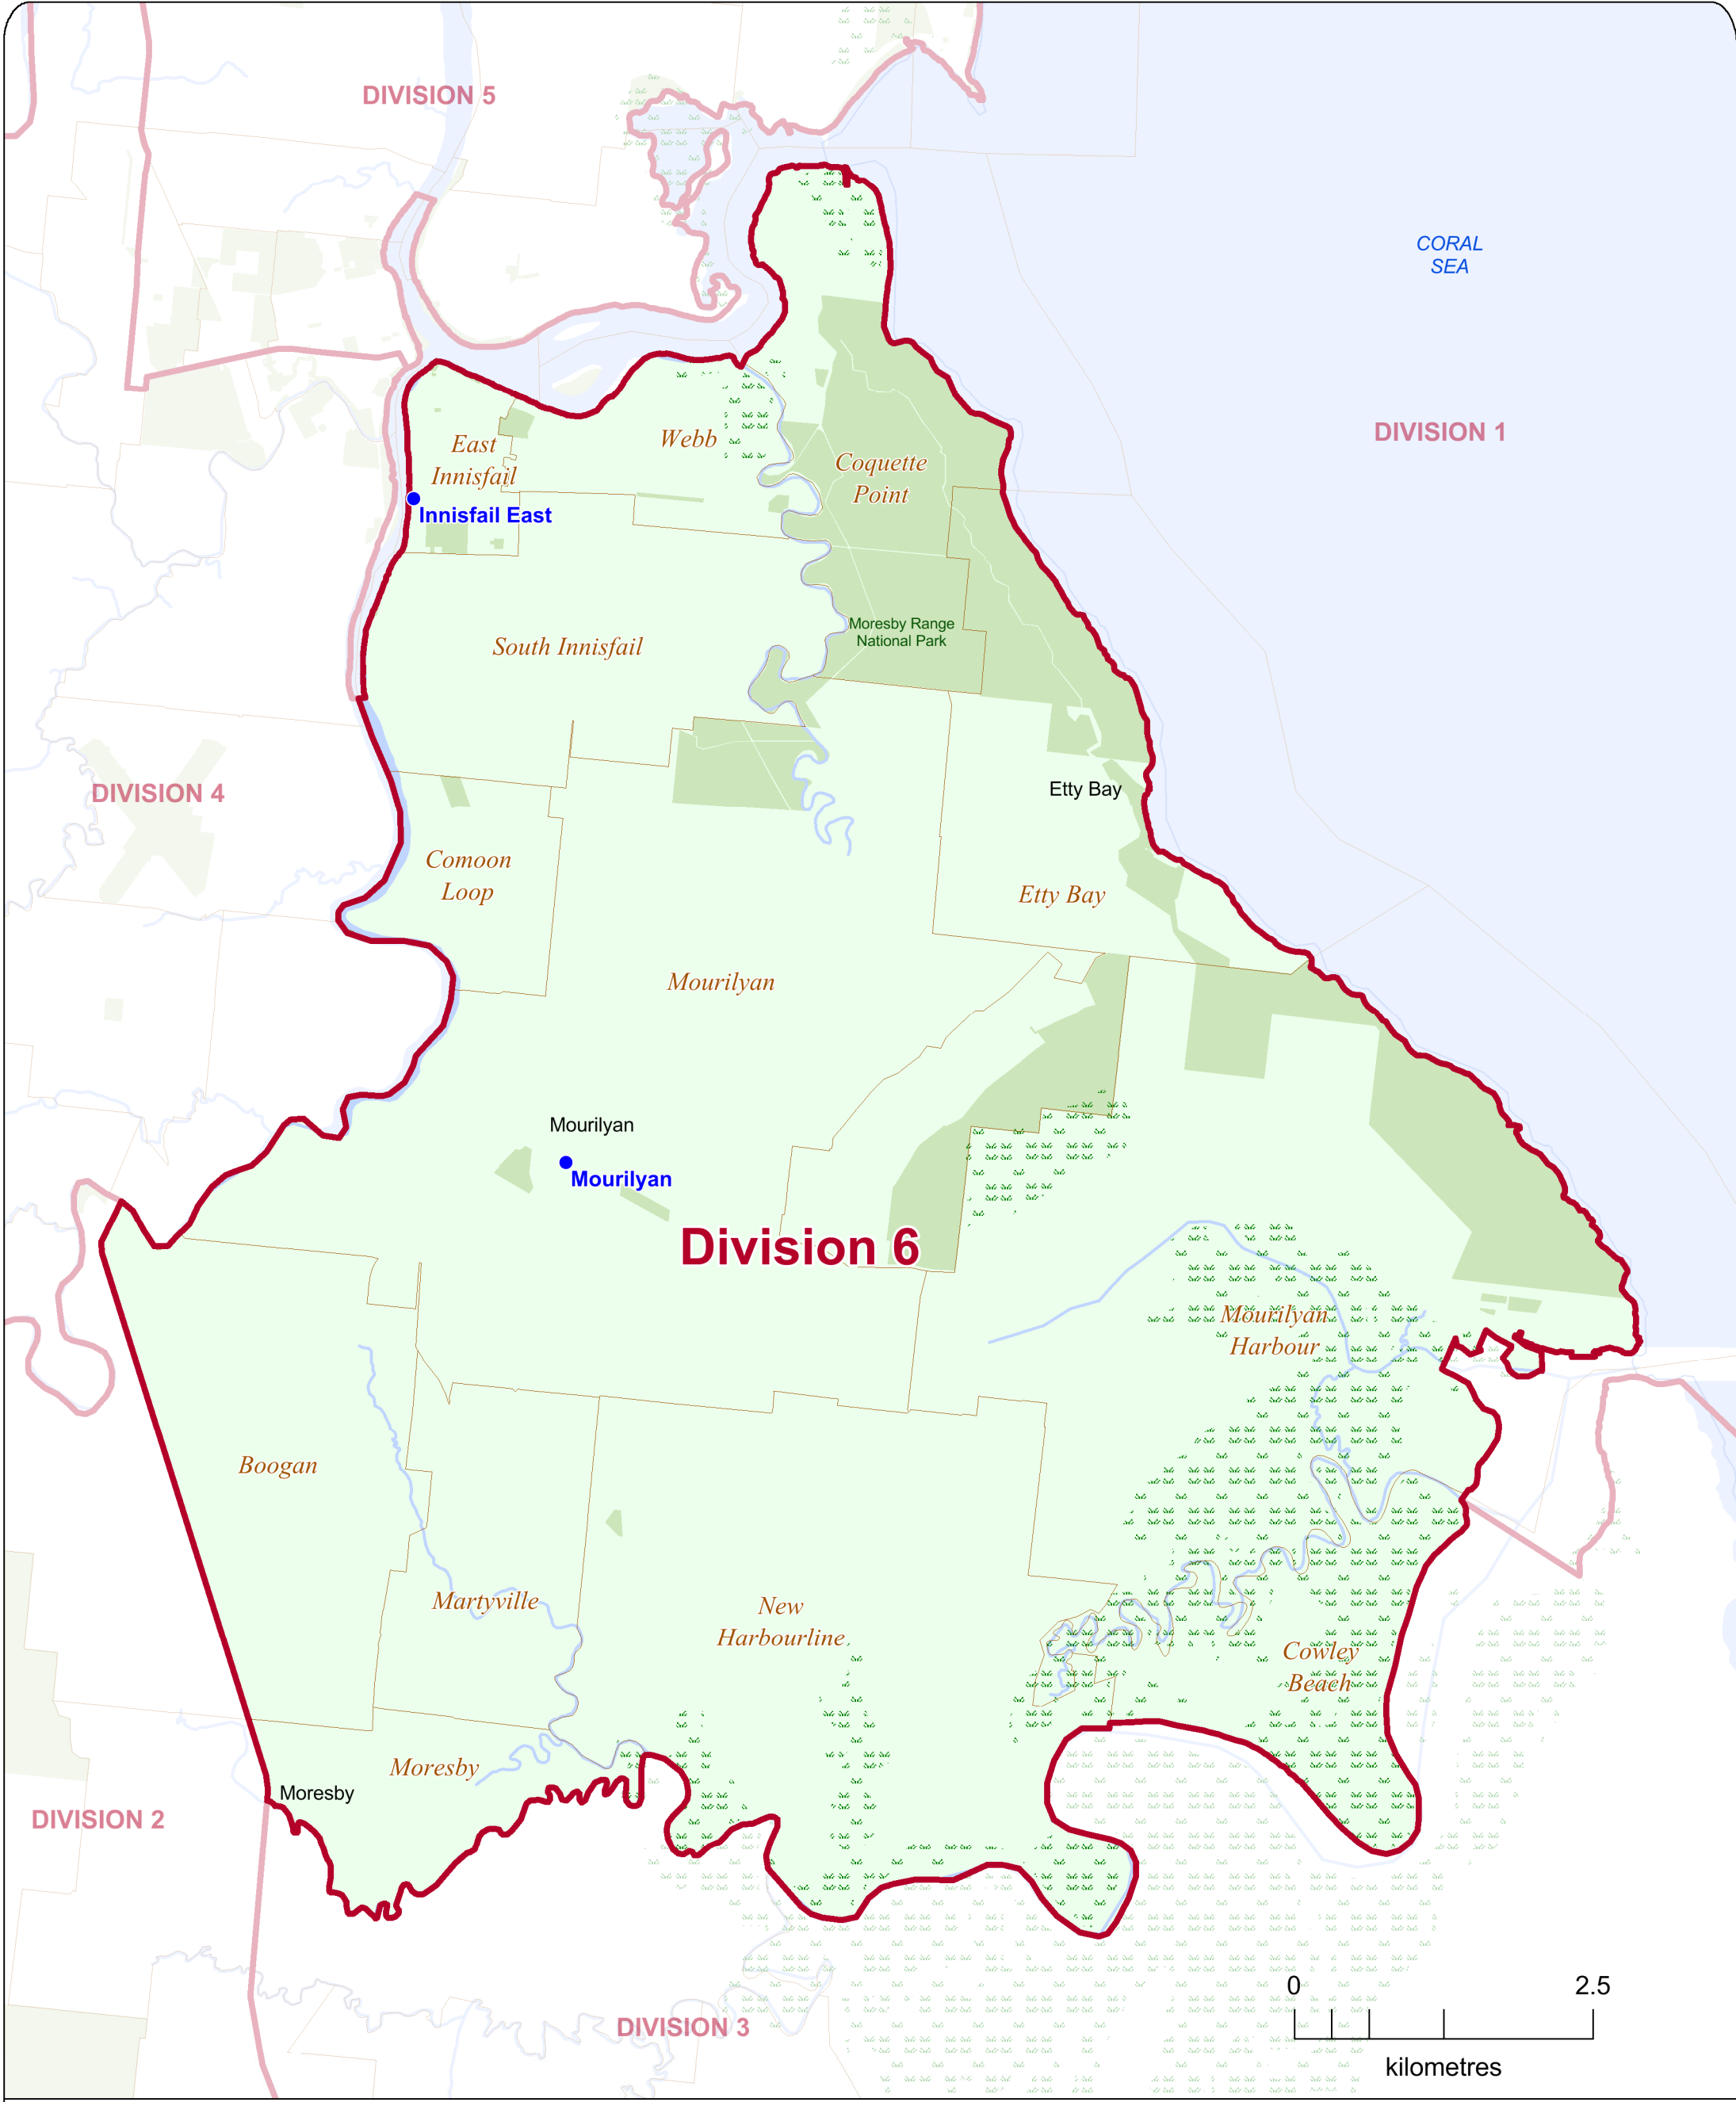 DIVISION 5
CORAL
SEA
DIVISION 1
East
Innisfail
Webb
Coquette
Point
Innisfail East
Moresby Range
National Park
South Innisfail
DIVISION 4
Etty Bay
Comoon
Loop
Etty Bay
Mourilyan
Mourilyan
Mourilyan
Division 6
Mourilyan
Harbour
Boogan
Martyville
New
Harbourline
Cowley
Beach
Moresby
Moresby
DIVISION 2
DIVISION 3
0 2.5
kilometres